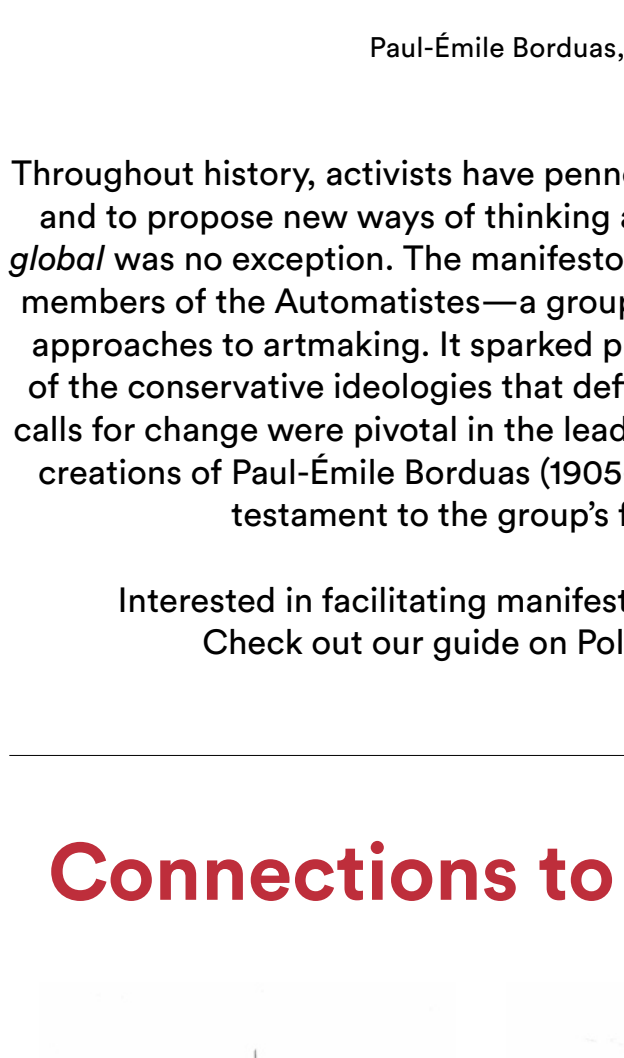 Paul-Émile Borduas,
Throughout history, activists have penn
and to propose new ways of thinking
global was no exception. The manifesto
members of the Automatistes—a group
approaches to artmaking. It sparked p
of the conservative ideologies that def
calls for change were pivotal in the lead
creations of Paul-Émile Borduas (1905
testament to the group’s f
Interested in facilitating manifest
Check out our guide on Pol
Connections to